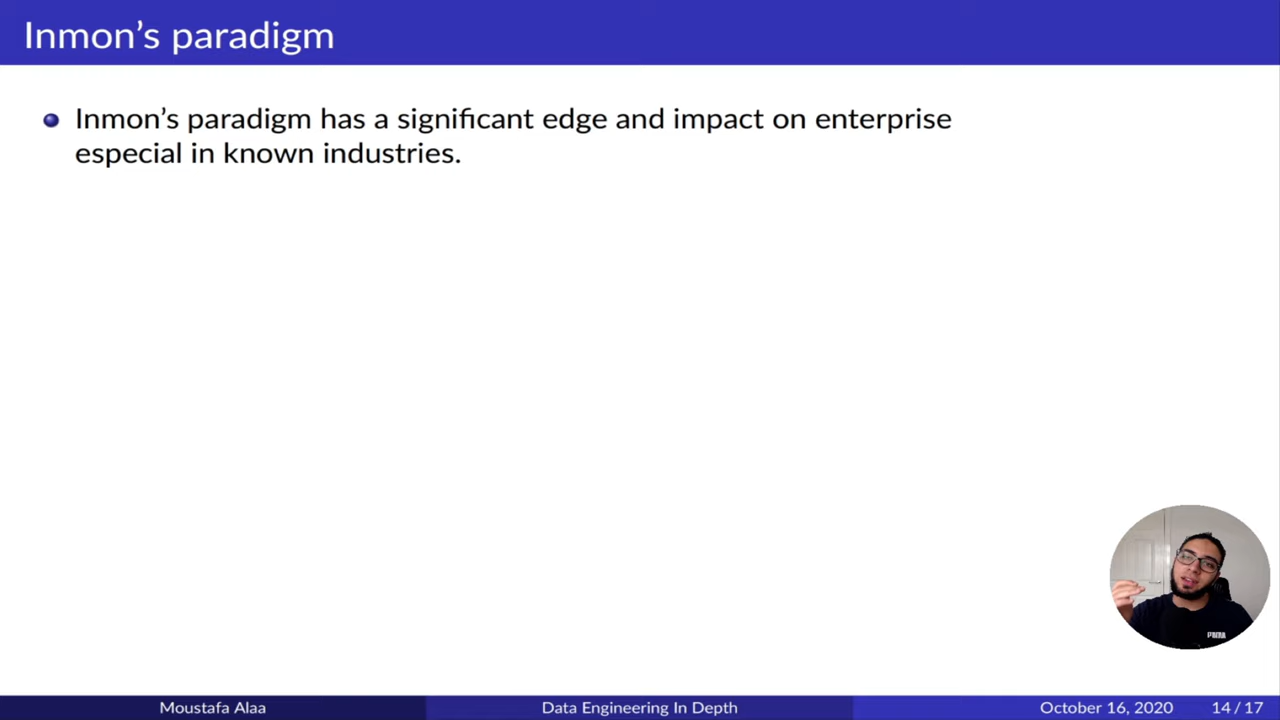 Inmon’s paradigm
Inmon’s paradigm has a significant edge and impact on enterprise
especial in known industries.
Moustafa Alaa
Data Engineering In Depth
October 16, 2020
14 / 17